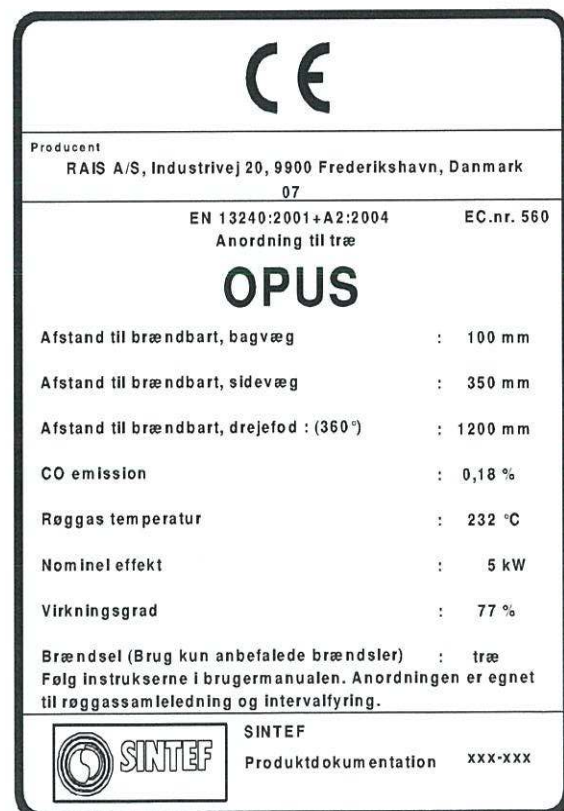 CE
Producent
RAIS A/S, Industrivej 20, 9900 Frederikshavn, Danmark
07
EN 13240:2001+A2:2004 EC.nr. 560
Anordning til træ
OPUS
Afstand til brændbart, bagvæg : 100 mm
Afstand til brændbart, sidevæg : 350 mm
Afstand til brændbart, drejefod : (360°) : 1200 mm
CO emission : 0,18 %
Røggas temperatur : 232 °C
Nominel effekt : 5 kW
Virkningsgrad : 77 %
Brændsel (Brug kun anbefalede brændsler) : træ
Følg instrukserne i brugermanualen. Anordningen er egnet
til røggassamleledning og intervalfyring.
SINTEF
SINTEF
Produktdokumentation xxx-xxx